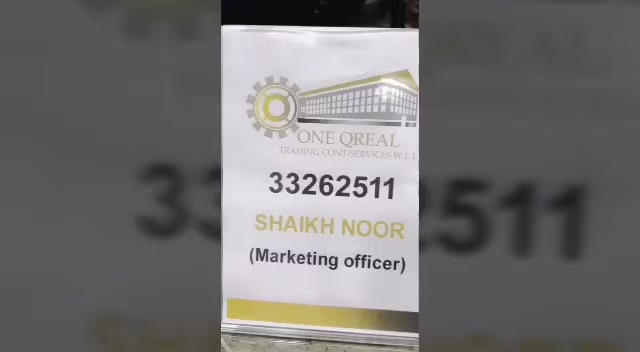 ONE QREAL
TRADING CONT-SERVICES W.L.L
33262511
SHAIKH NOOR
(Marketing officer)